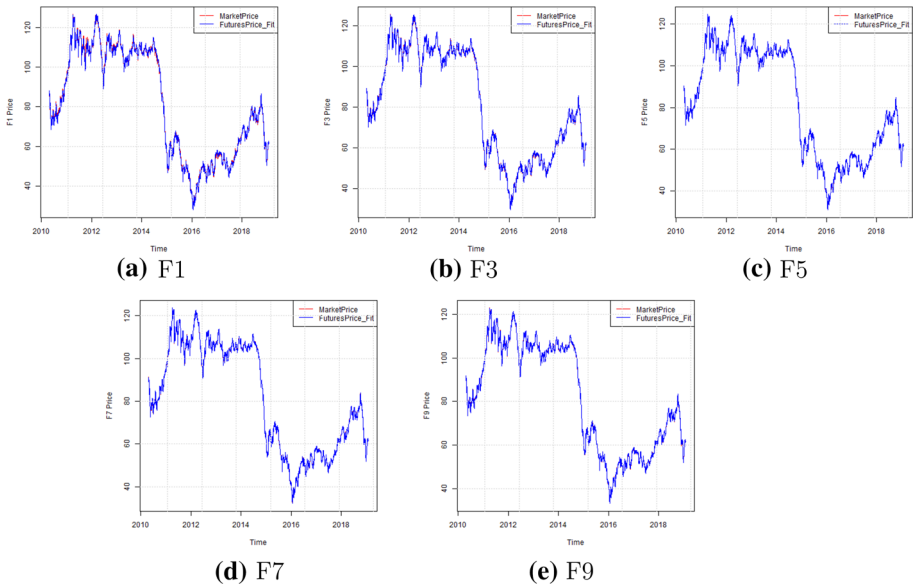 MarketPrice
FuturesPrice_Fit
F1 Price
120
100
80
60
40
2010 2012 2014 2016 2018
Time
(a) F1
MarketPrice
FuturesPrice_Fit
F3 Price
120
100
80
60
40
2010 2012 2014 2016 2018
Time
(b) F3
MarketPrice
FuturesPrice_Fit
F5 Price
120
100
80
60
40
2010 2012 2014 2016 2018
Time
(c) F5
MarketPrice
FuturesPrice_Fit
F7 Price
120
100
80
60
40
2010 2012 2014 2016 2018
Time
(d) F7
MarketPrice
FuturesPrice_Fit
F9 Price
120
100
80
60
40
2010 2012 2014 2016 2018
Time
(e) F9